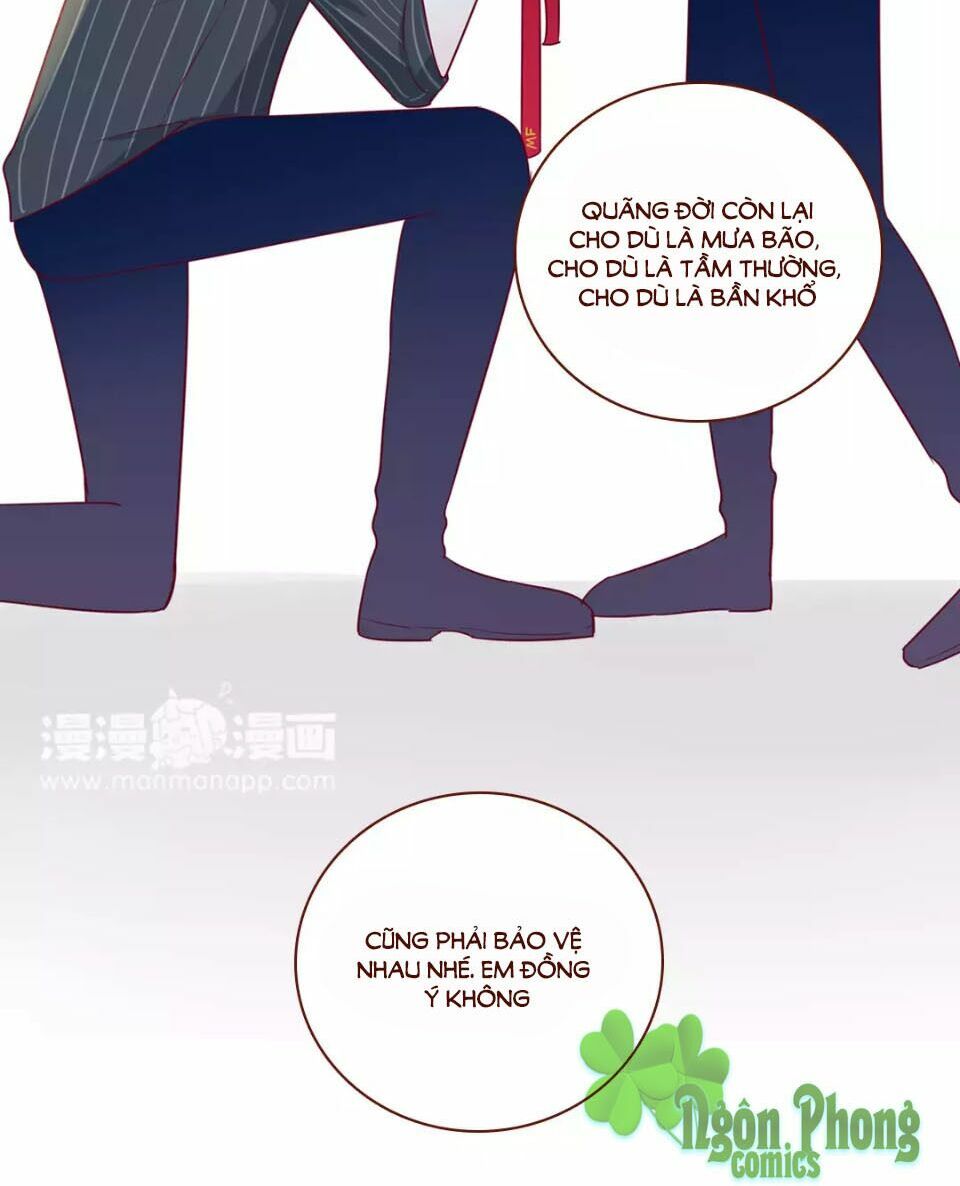 MF
QUÃNG ĐỜI CÒN LẠI
CHO DÙ LÀ MƯA BÃO,
CHO DÙ LÀ TẦM THƯỜNG,
CHO DÙ LÀ BẦN KHỔ
漫漫漫画
www.manmanapp.com
CŨNG PHẢI BẢO VỆ
NHAU NHÉ. EM ĐỒNG
Ý KHÔNG
NGÔN PHONG
comics